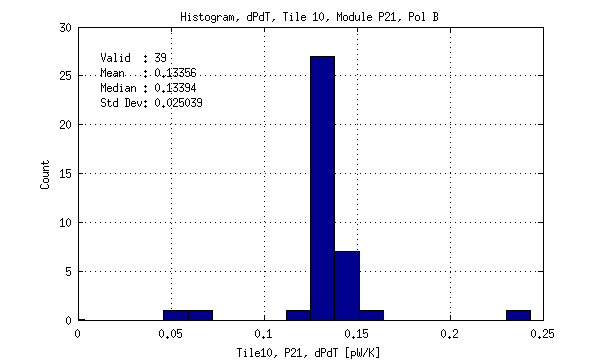 Histogram, dPdT, Tile 10, Module P21, Pol B
30
25
20
15
10
5
0
Count
Valid : 39
Mean : 0.13356
Median : 0.13394
Std Dev: 0.025039
0 0.05 0.1 0.15 0.2 0.25
Tile10, P21, dPdT [pW/K]